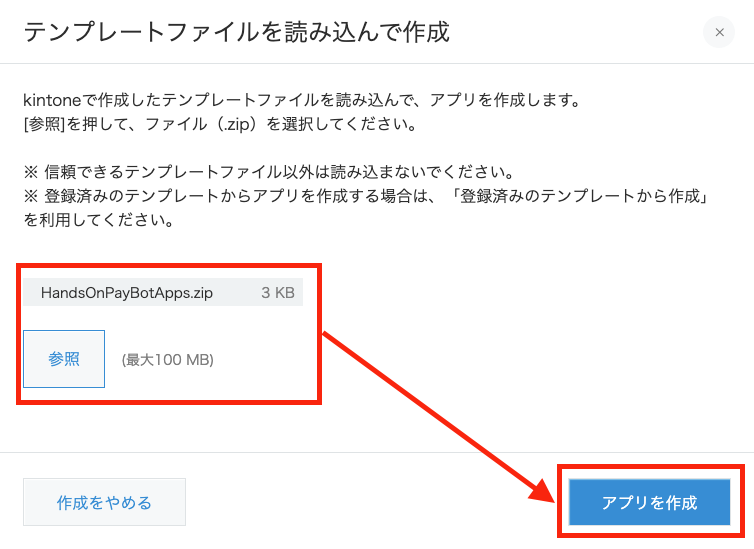 テンプレートファイルを読み込んで作成
×
kintoneで作成したテンプレートファイルを読み込んで、アプリを作成します。
[参照]を押して、ファイル（.zip）を選択してください。
※ 信頼できるテンプレートファイル以外は読み込まないでください。
※ 登録済みのテンプレートからアプリを作成する場合は、「登録済みのテンプレートから作成」
を利用してください。
HandsOnPayBotApps.zip 3 KB
参照 (最大100 MB)
作成をやめる アプリを作成